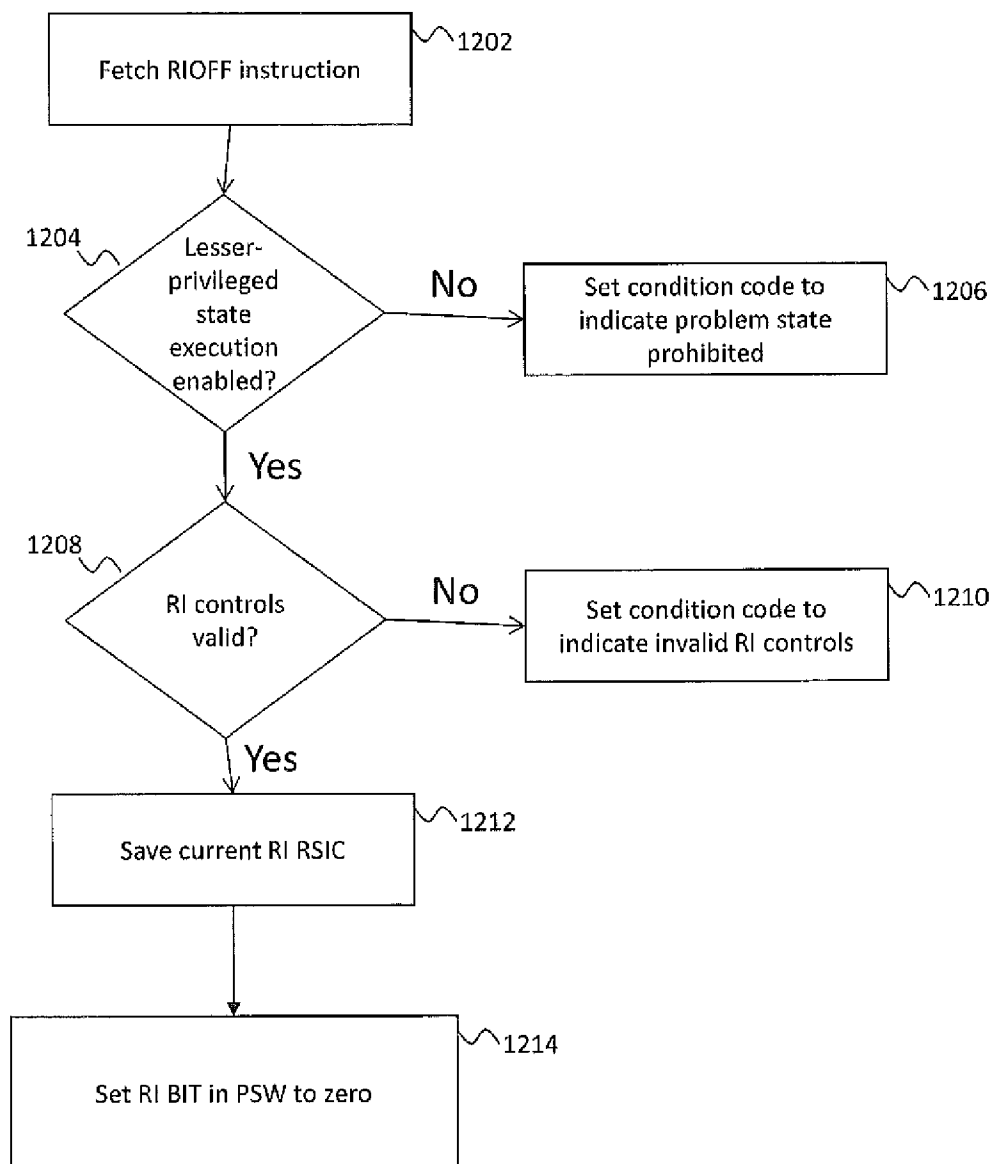 1202
Fetch RIOFF instruction
1204
Lesser-
privileged
state
execution
enabled?
No
Set condition code to
indicate problem state
prohibited
1206
Yes
1208
RI controls
valid?
No
Set condition code to
indicate invalid RI controls
1210
Yes
Save current RI RSIC
1212
Set RI BIT in PSW to zero
1214